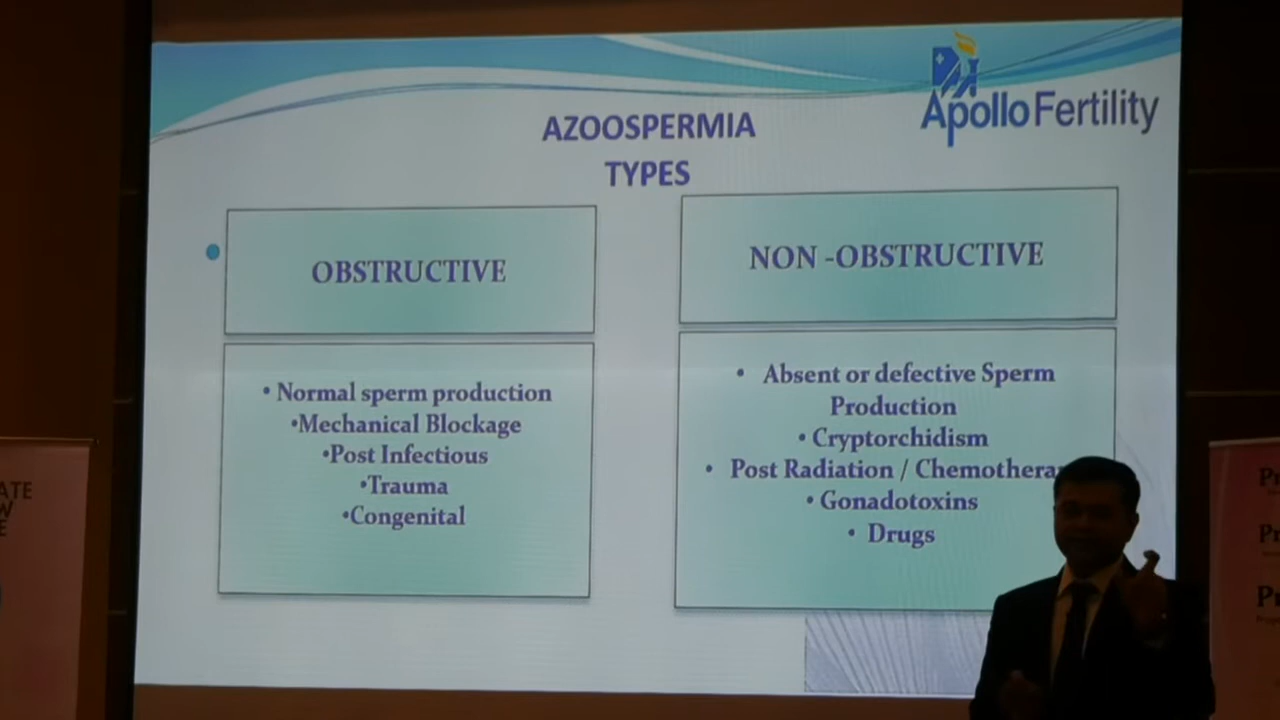 Apollo Fertility
AZOOSPERMIA
TYPES
OBSTRUCTIVE
• Normal sperm production
•Mechanical Blockage
•Post Infectious
•Trauma
•Congenital
NON -OBSTRUCTIVE
• Absent or defective Sperm
Production
• Cryptorchidism
• Post Radiation / Chemothera
• Gonadotoxins
• Drugs
ATE
W
E